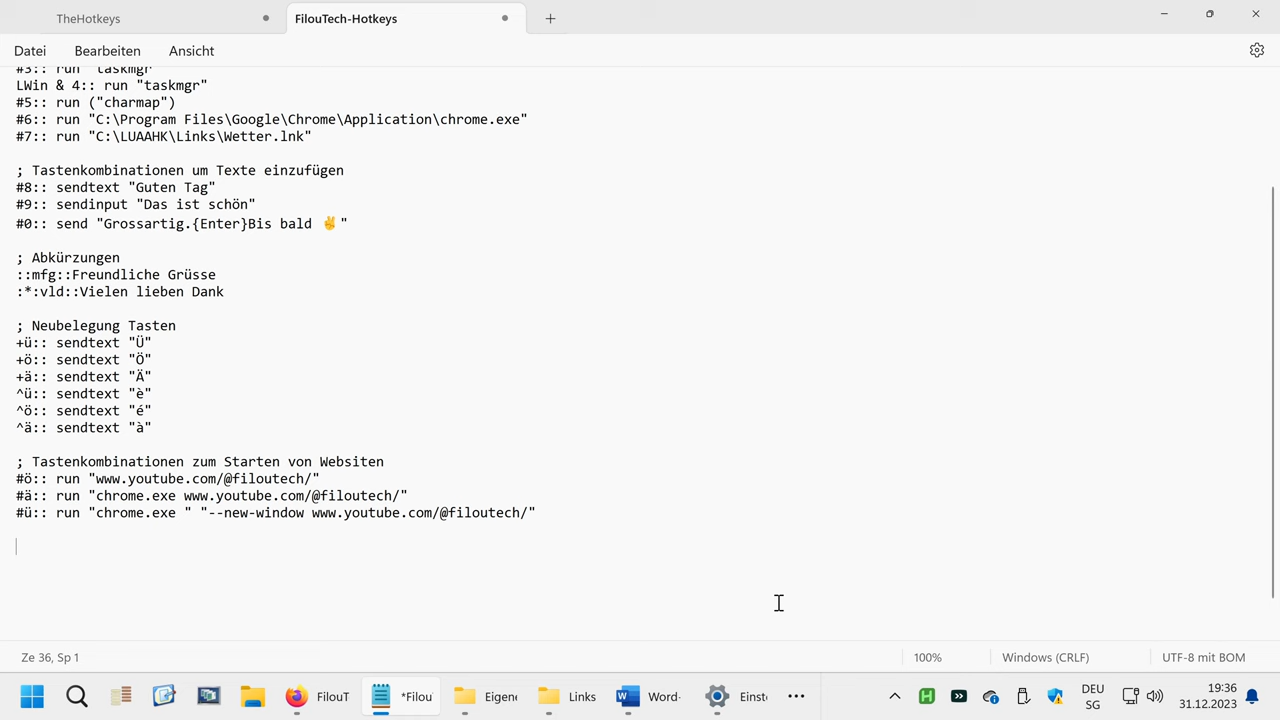 TheHotkeys
FilouTech-Hotkeys
Datei Bearbeiten Ansicht
#3:: run "taskmgr"
LWin & 4:: run "taskmgr"
#5:: run ("charmap")
#6:: run "C:\Program Files\Google\Chrome\Application\chrome.exe"
#7:: run "C:\LUAAHK\Links\Wetter.lnk"
; Tastenkombinationen um Texte einzufügen
#8:: sendtext "Guten Tag"
#9:: sendinput "Das ist schön"
#0:: send "Grossartig.{Enter}Bis bald ✌"
; Abkürzungen
::mfg::Freundliche Grüsse
:*:vld::Vielen lieben Dank
; Neubelegung Tasten
+ü:: sendtext "Ü"
+ö:: sendtext "Ö"
+ä:: sendtext "Ä"
^ü:: sendtext "è"
^ö:: sendtext "é"
^ä:: sendtext "à"
; Tastenkombinationen zum Starten von Websiten
#ö:: run "www.youtube.com/@filoutech/"
#ä:: run "chrome.exe www.youtube.com/@filoutech/"
#ü:: run "chrome.exe " "--new-window www.youtube.com/@filoutech/"
Ze 36, Sp 1 100% Windows (CRLF) UTF-8 mit BOM
FilouT *Filou Eigene Links Word- Einst
DEU
SG
19:36
31.12.2023